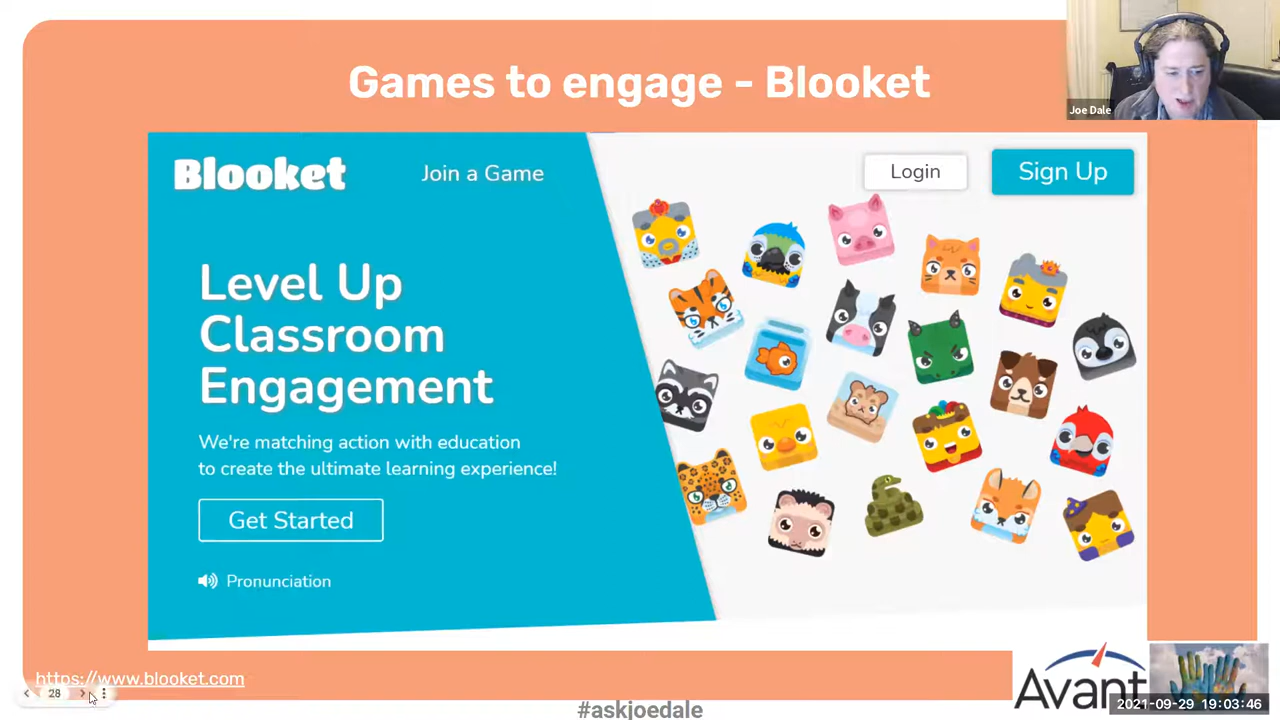 Games to engage - Blooket
Joe Dale
Blooket
Join a Game
Login
Sign Up
Level Up
Classroom
Engagement
We're matching action with education
to create the ultimate learning experience!
Get Started
Pronunciation
https://www.blooket.com
28
Avant
2021-09-29 19:03:46
#askjoedale